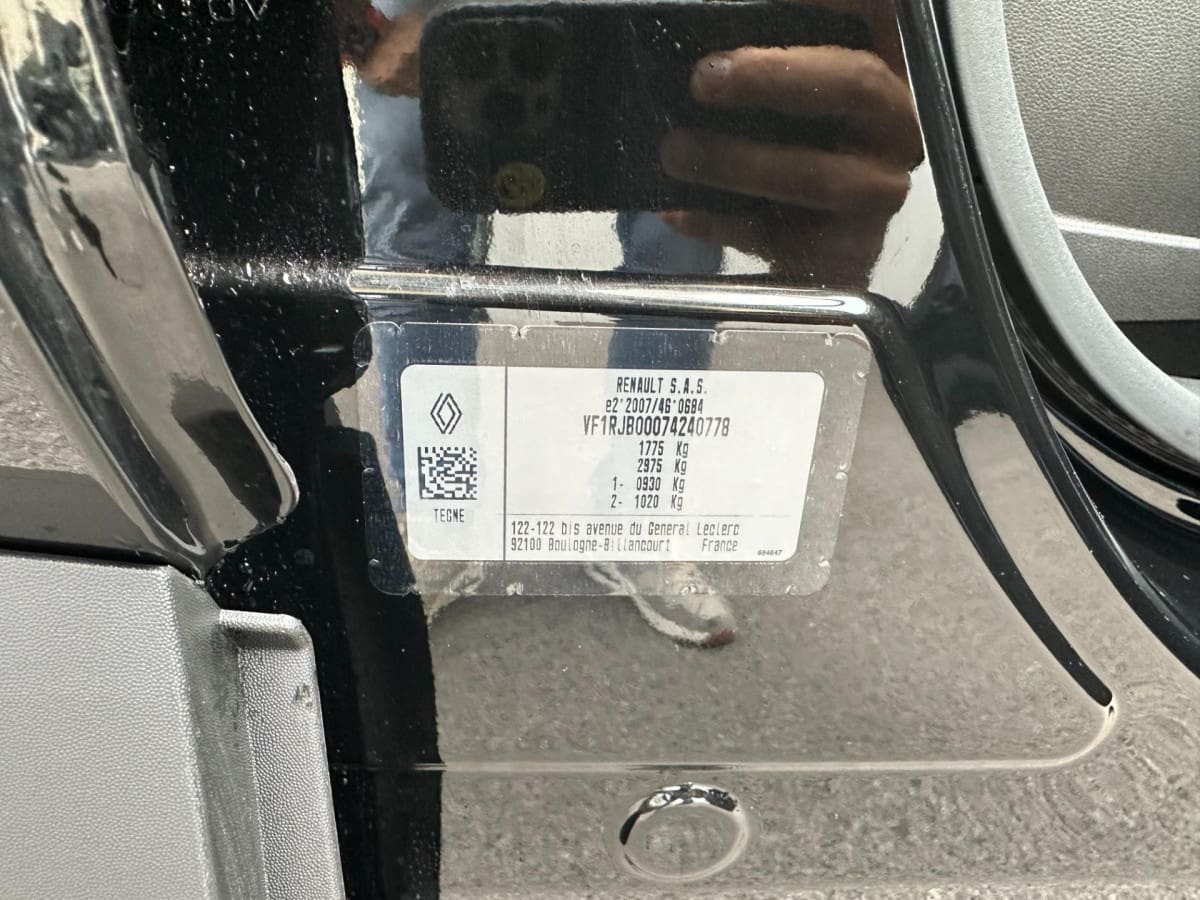 RENAULT S.A.S.
e2*2007/46*0684
VF1RJB00074240778
1775 Kg
2975 Kg
1- 0930 Kg
2- 1020 Kg
TEGNE
122-122 bis avenue du General Leclerc
92100 Boulogne-Billancourt France